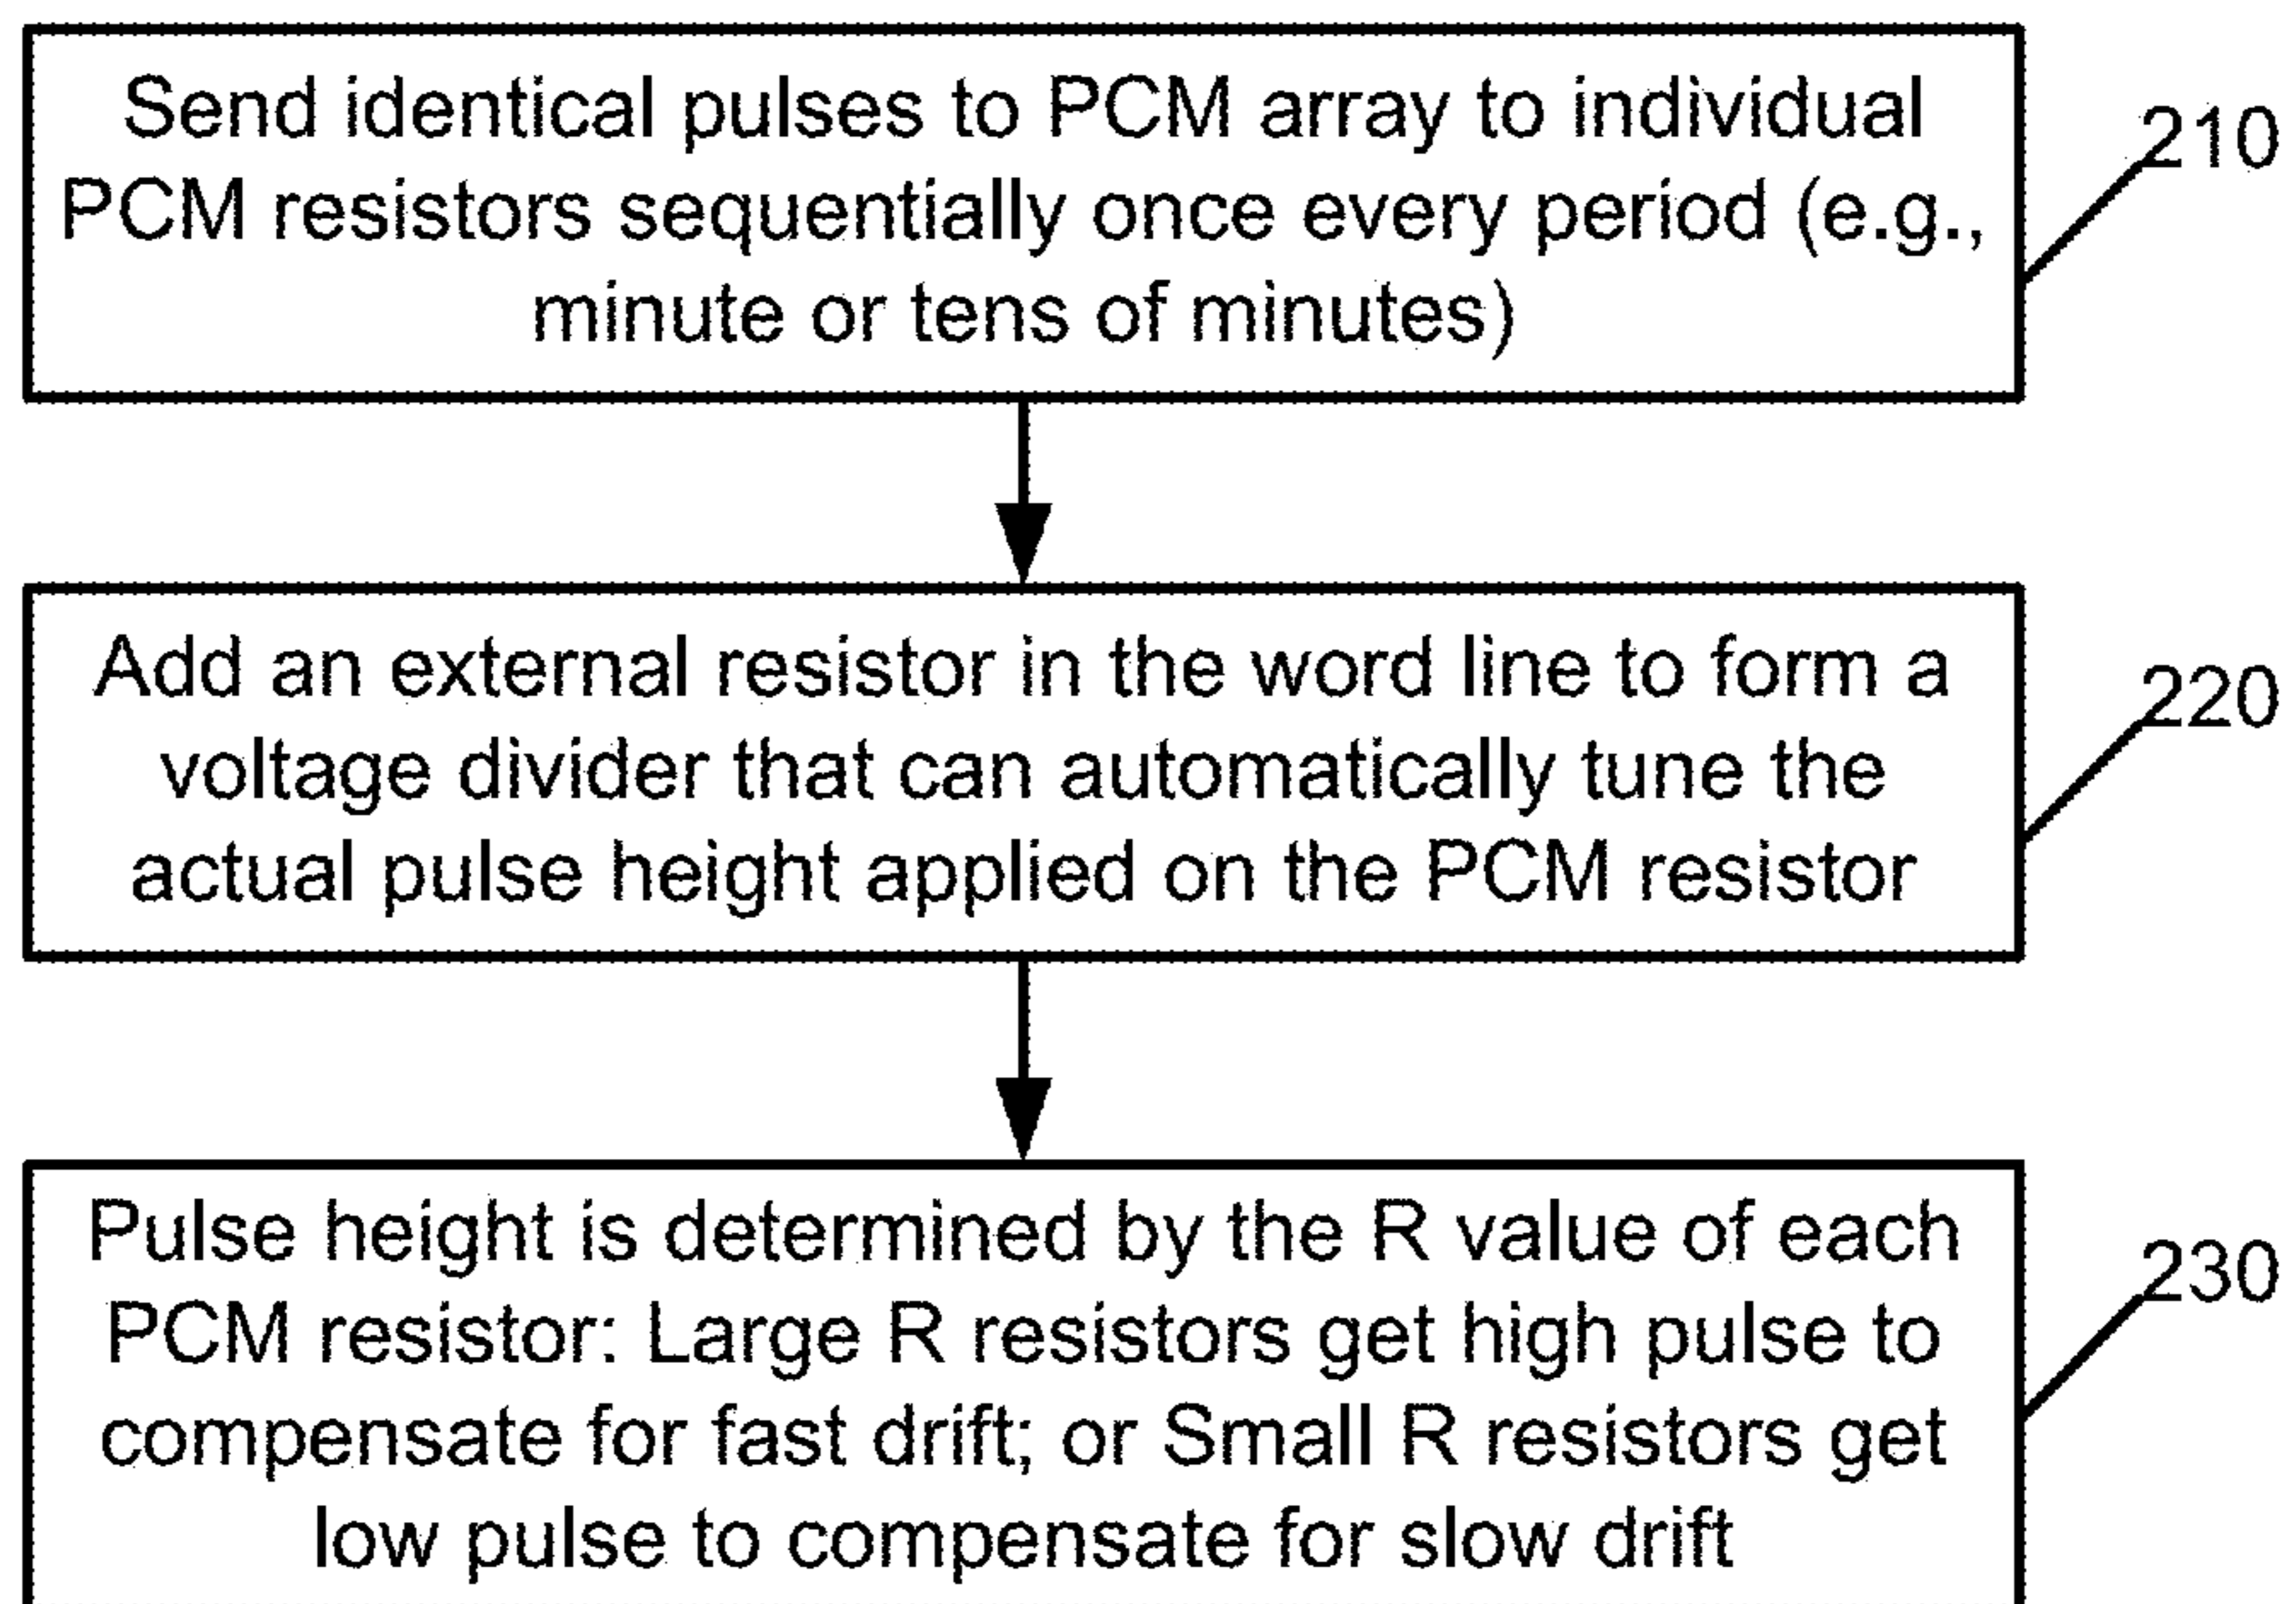 Send identical pulses to PCM array to individual
PCM resistors sequentially once every period (e.g.,
minute or tens of minutes)
210
Add an external resistor in the word line to form a
voltage divider that can automatically tune the
actual pulse height applied on the PCM resistor
220
Pulse height is determined by the R value of each
PCM resistor: Large R resistors get high pulse to
compensate for fast drift; or Small R resistors get
low pulse to compensate for slow drift
230